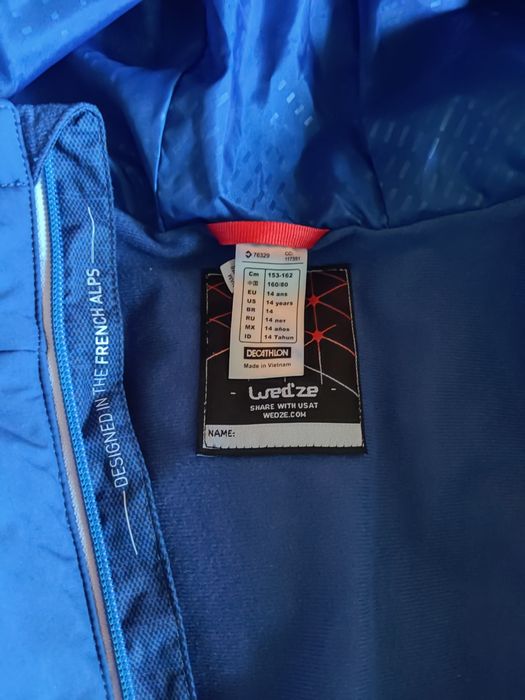 DESIGNED IN THE FRENCH ALPS
76329 CC:
117351
Cm 153-162
160/80
EU 14 ans
US 14 years
BR 14
RU 14 лет
MX 14 años
ID 14 Tahun
DECATHLON
Made in Vietnam
Wed'ze
SHARE WITH US AT
WEDZE.COM
NAME: